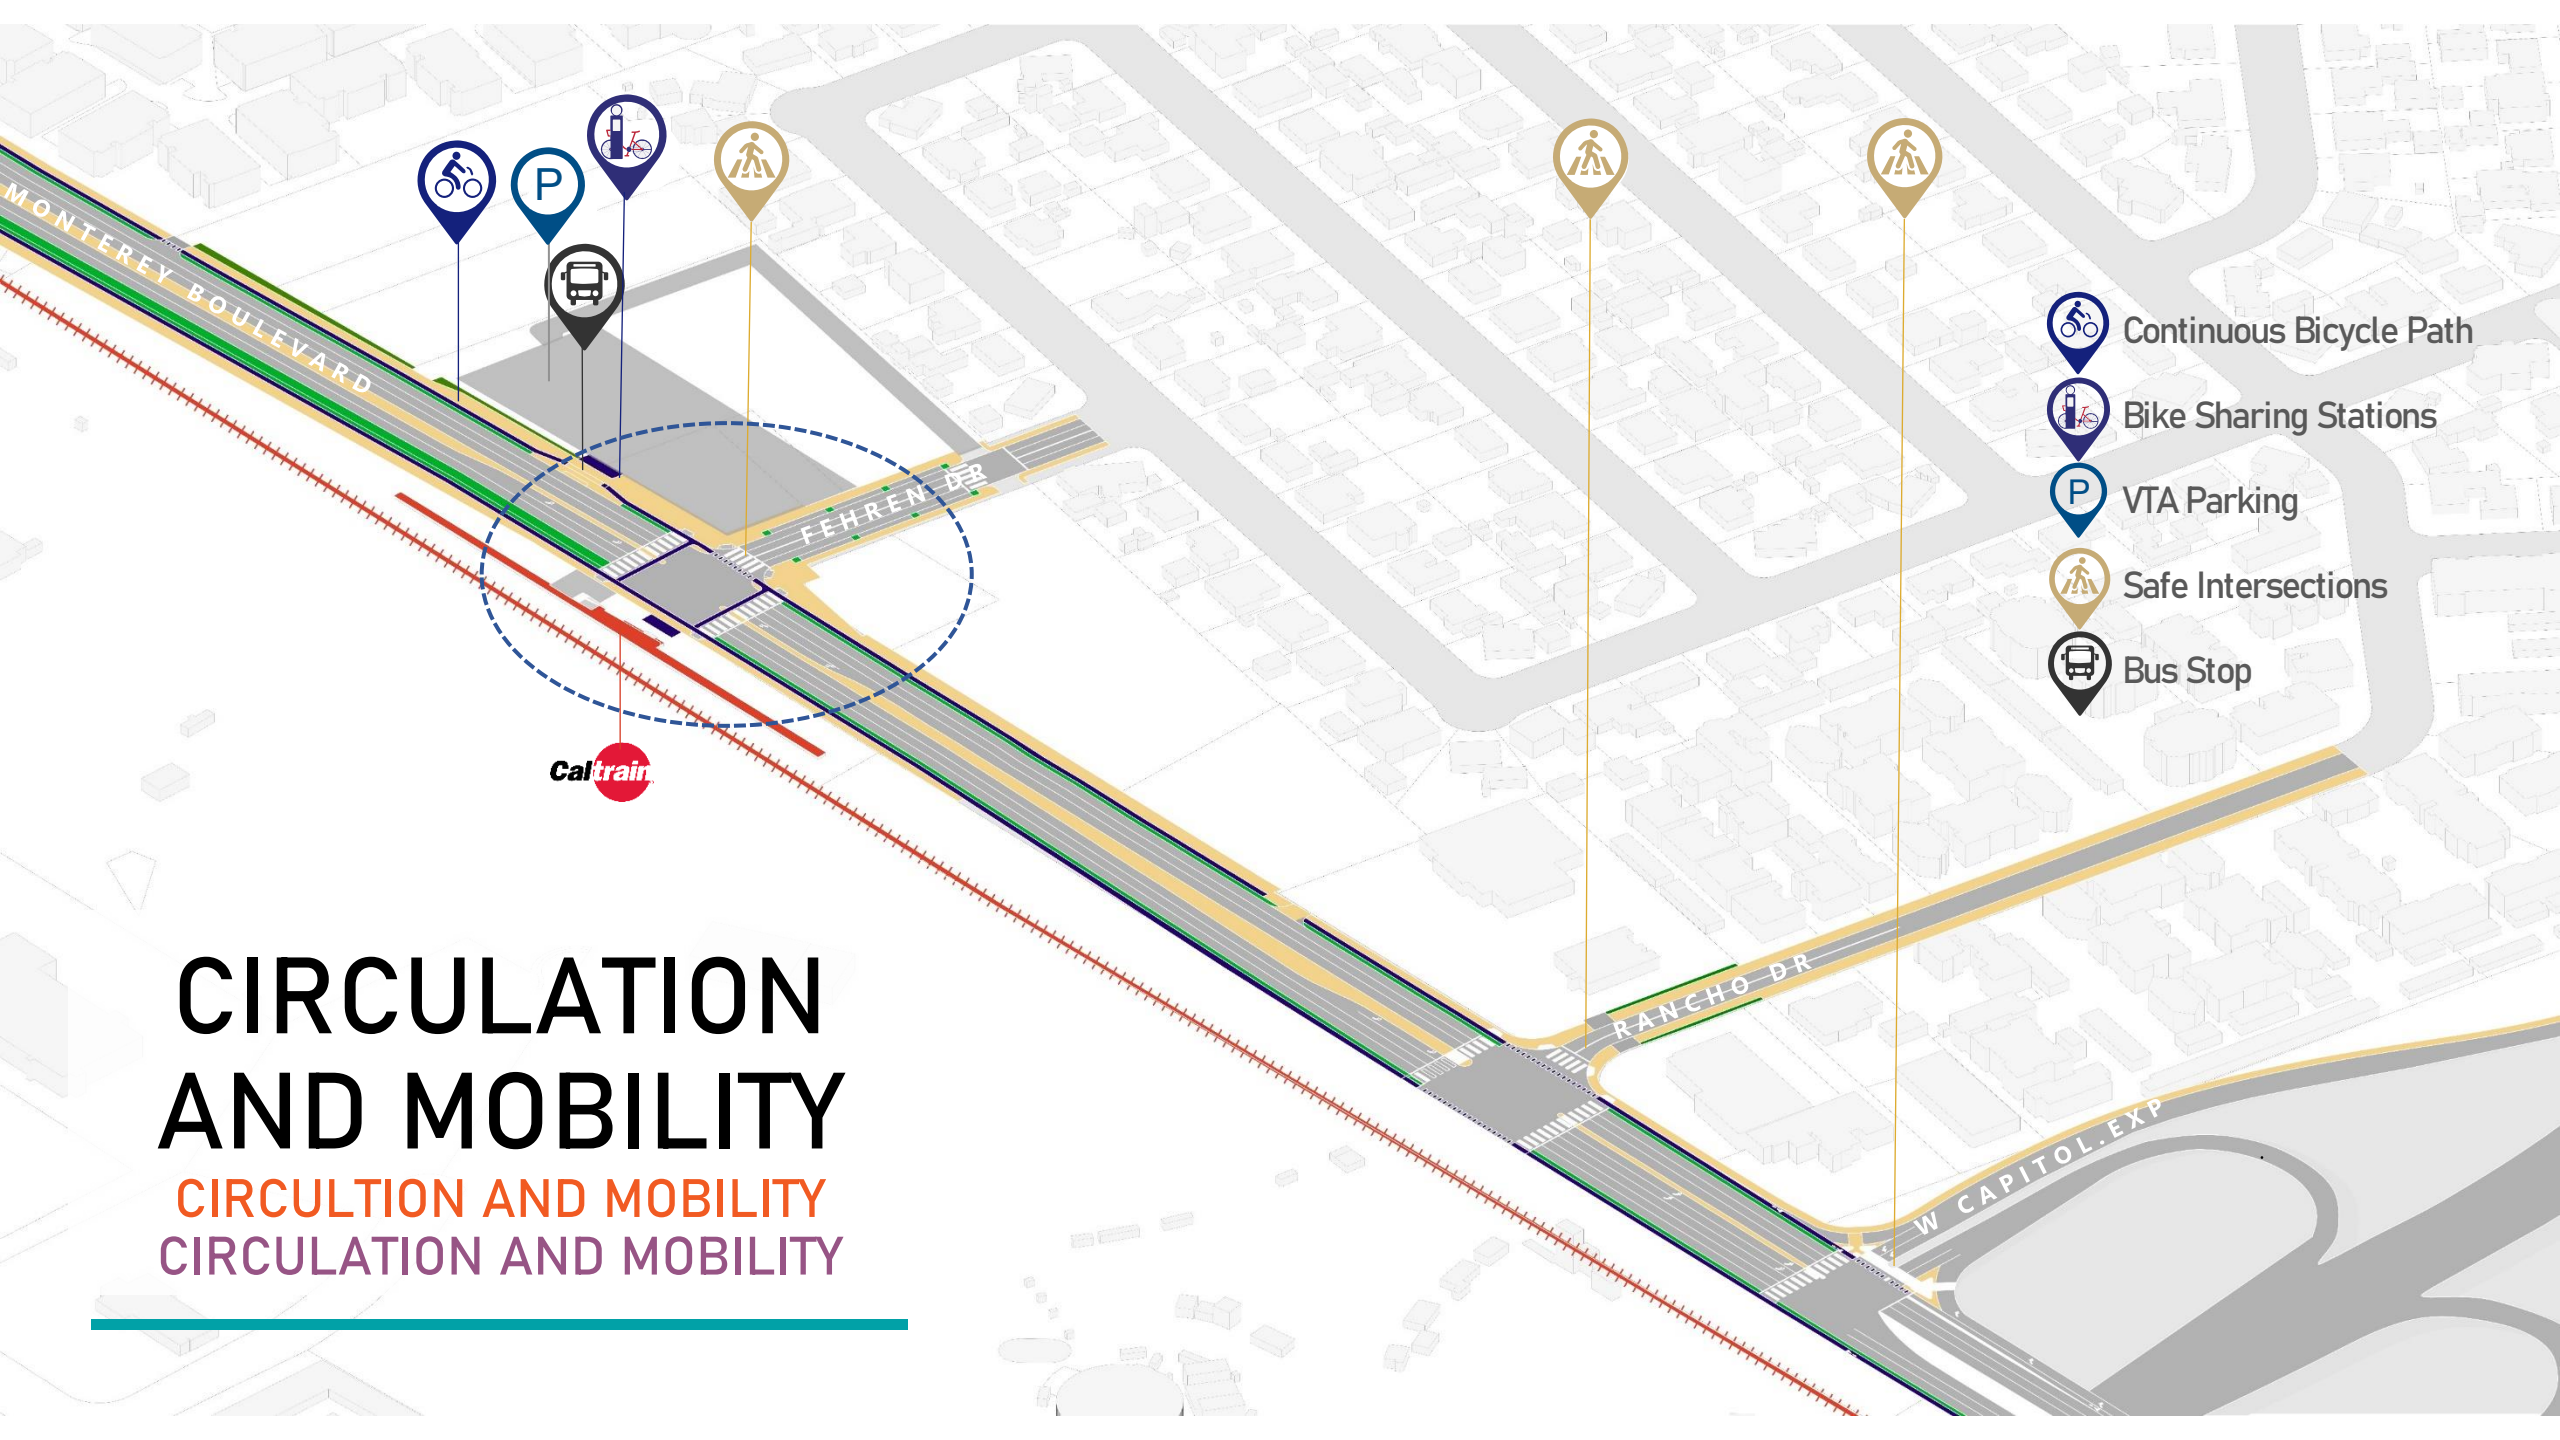 P
MONTEREY BOULEVARD
FEHREN DR
Continuous Bicycle Path
Bike Sharing Stations
P
VTA Parking
Safe Intersections
Bus Stop
Caltrain
RANCHO DR
W CAPITOL.EXP
CIRCULATION
AND MOBILITY
CIRCULTION AND MOBILITY
CIRCULATION AND MOBILITY